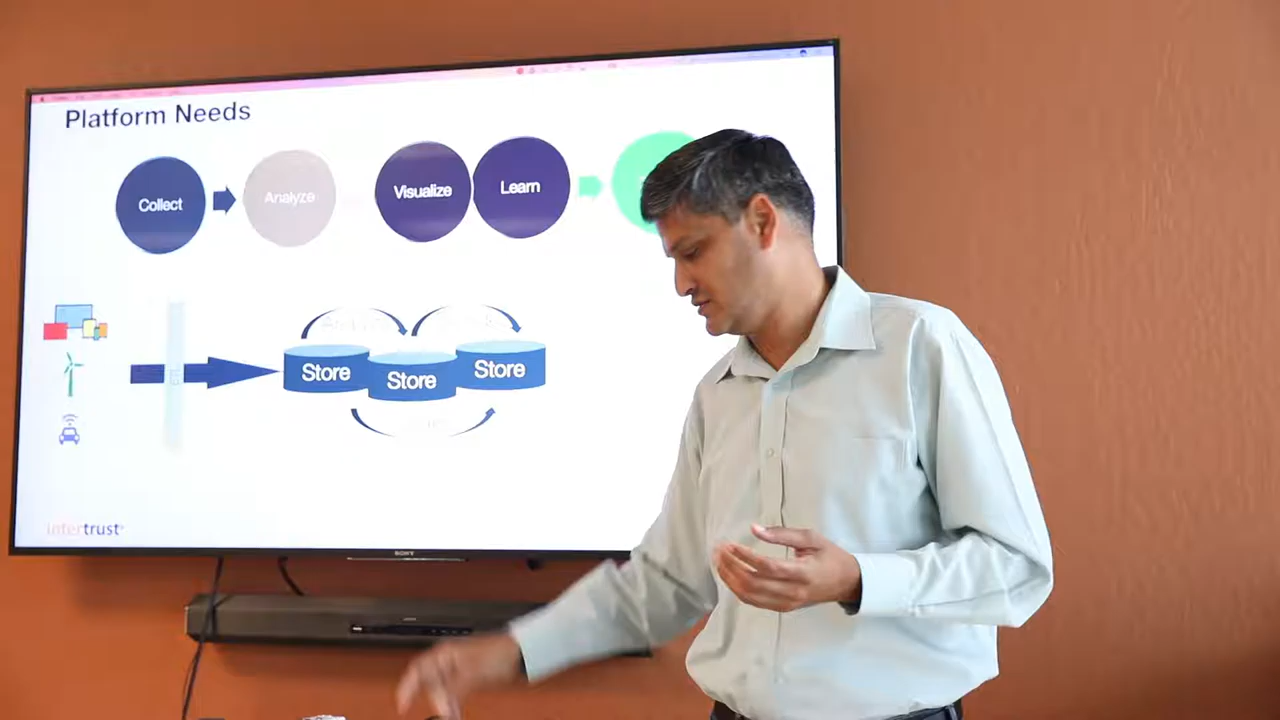 Platform Needs
Collect
Analyze
Visualize
Learn
Store
Store
Store
intertrust
SONY